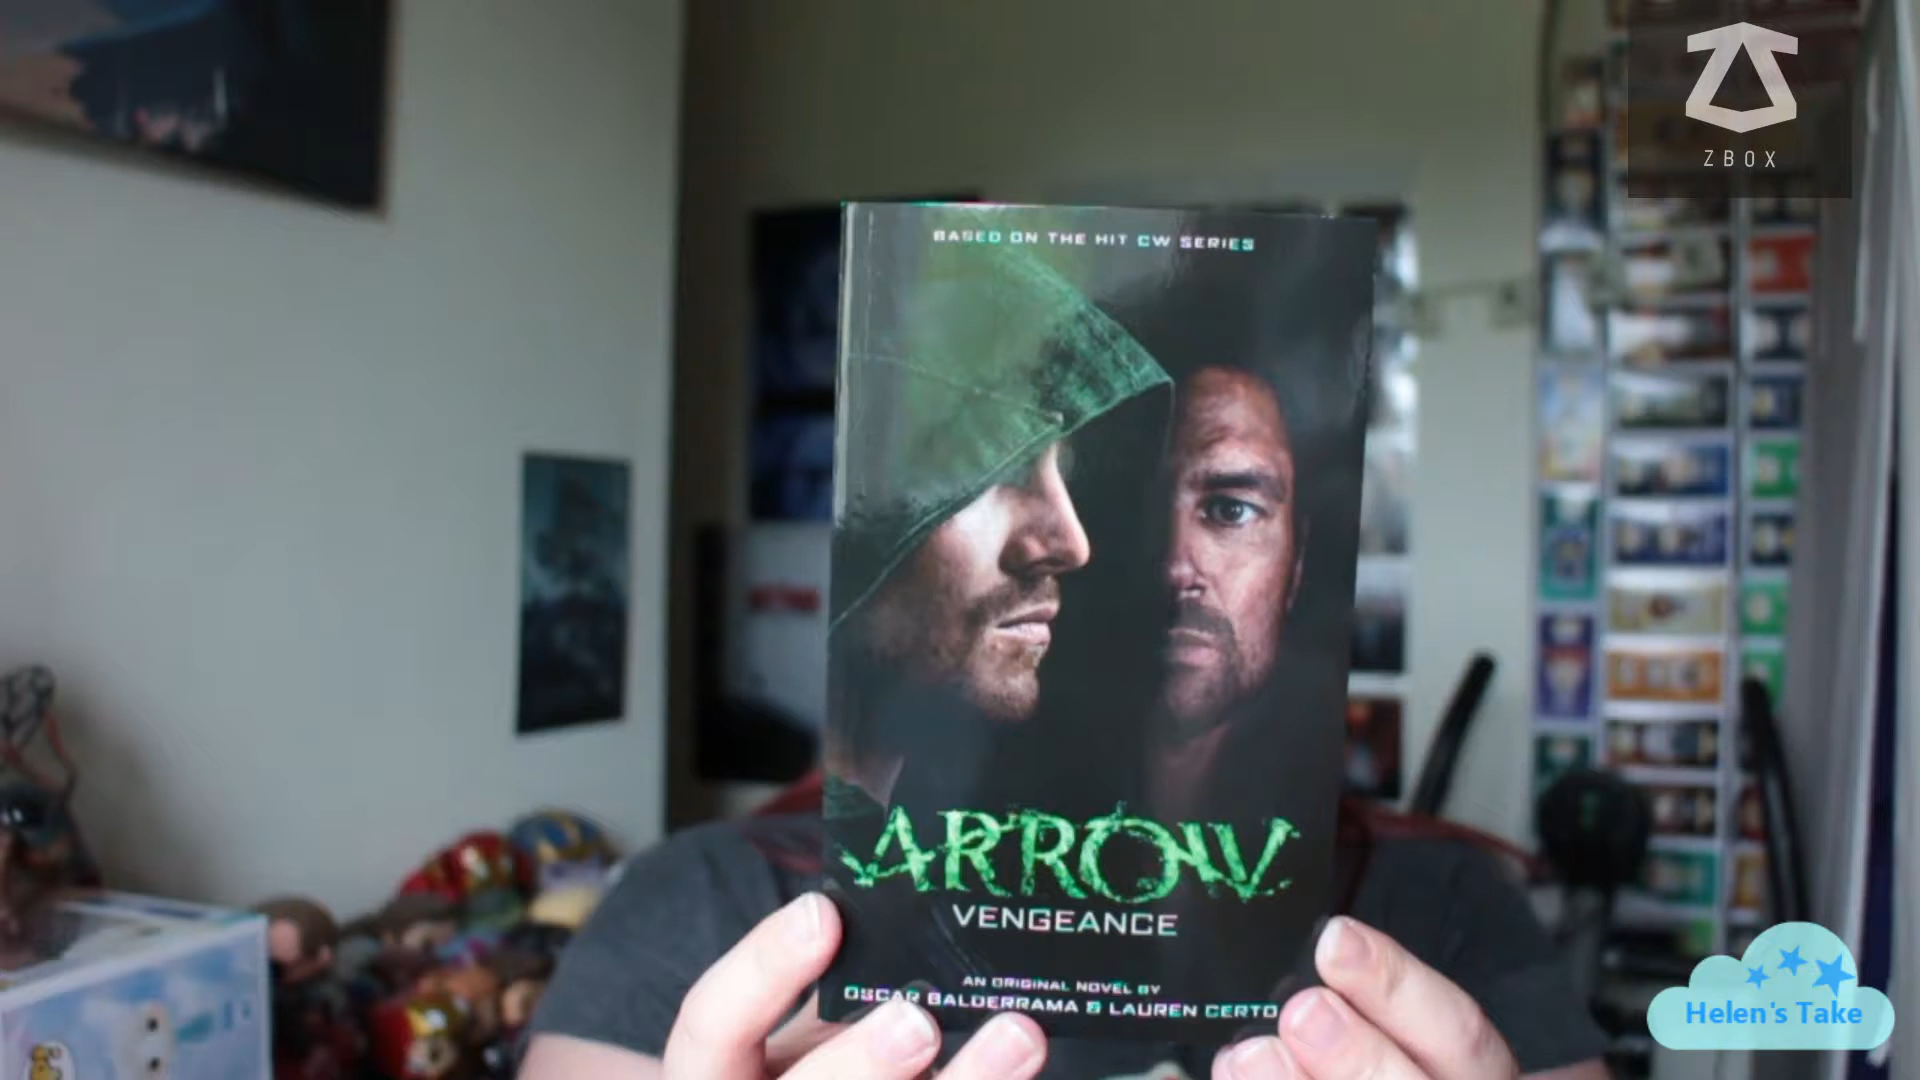 ZBOX
BASED ON THE HIT CW SERIES
ARROW
VENGEANCE
AN ORIGINAL NOVEL BY
OSCAR BALDERRAMA & LAUREN CERTO
Helen's Take